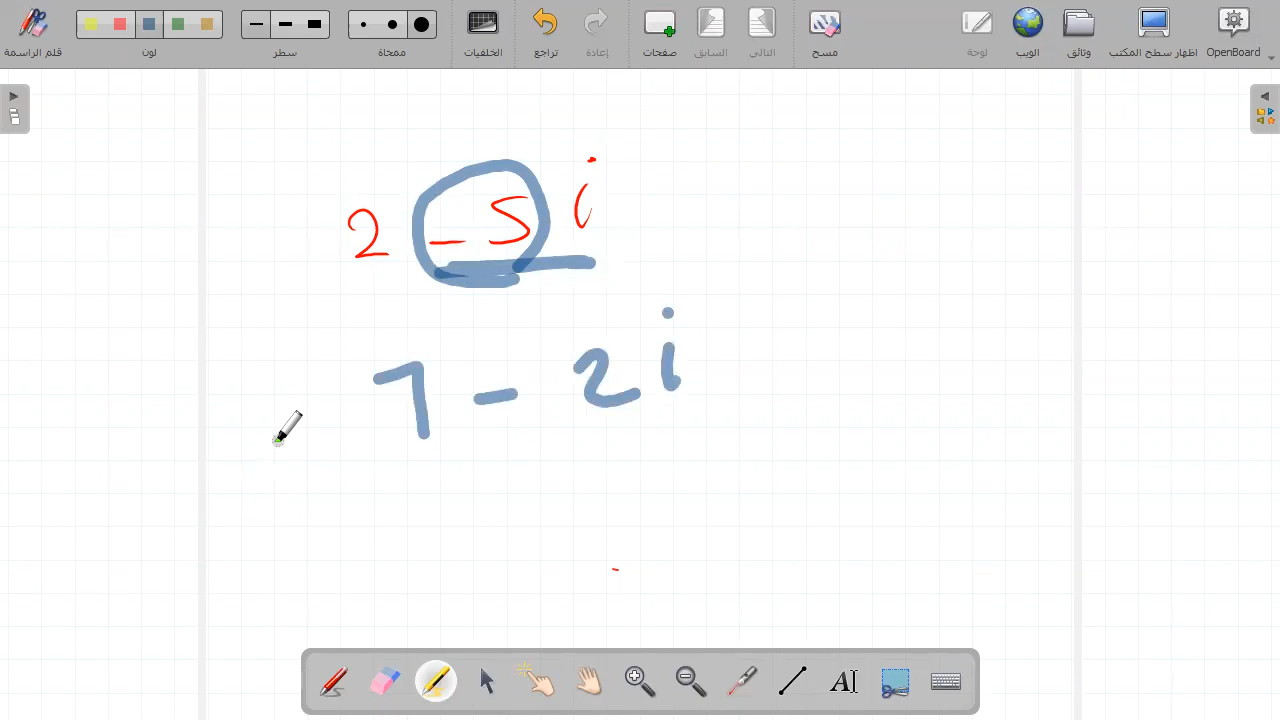 قلم الراسمة لون سطر ممحاة الخلفيات تراجع إعادة صفحات السابق التالي مسح لوحة الويب وثائق اظهار سطح المكتب OpenBoard
2 - 5 i
7 - 2 i
A